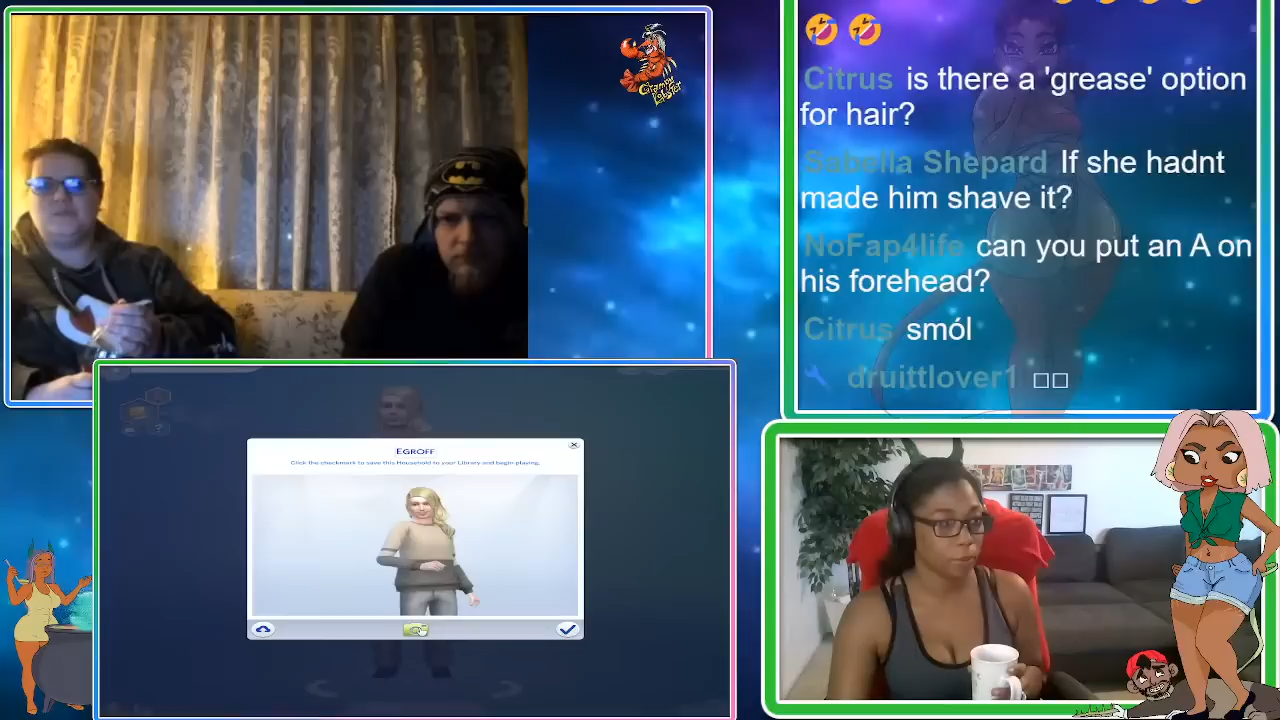 Grampy
Lobster
Citrus is there a 'grease' option
for hair?
Sabella Shepard If she hadnt
made him shave it?
NoFap4life can you put an A on
his forehead?
Citrus smól
druittlover1
EGROFF
Click the checkmark to save this Household to your Library and begin playing.